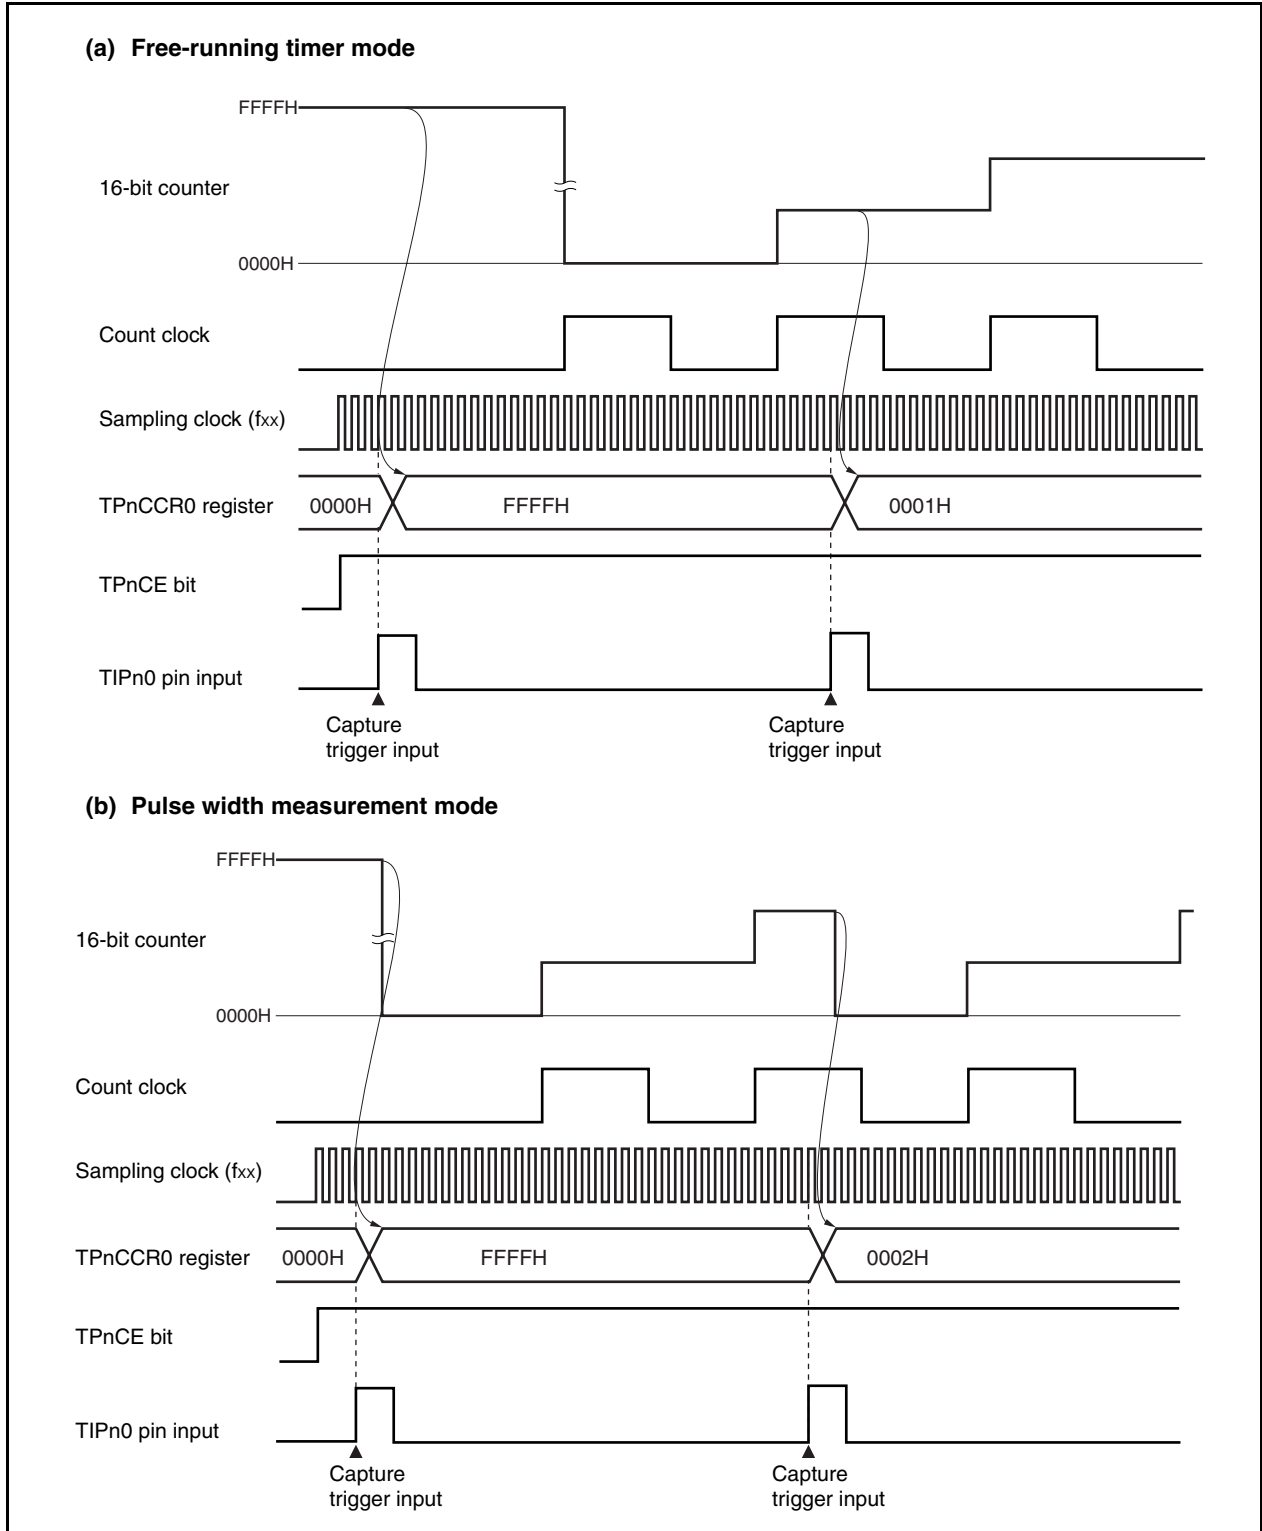 (a) Free-running timer mode
FFFFH
16-bit counter
0000H
Count clock
Sampling clock (fxx)
TPnCCR0 register
0000H
FFFFH
0001H
TPnCE bit
TIPn0 pin input
Capture
trigger input
Capture
trigger input
(b) Pulse width measurement mode
FFFFH
16-bit counter
0000H
Count clock
Sampling clock (fxx)
TPnCCR0 register
0000H
FFFFH
0002H
TPnCE bit
TIPn0 pin input
Capture
trigger input
Capture
trigger input